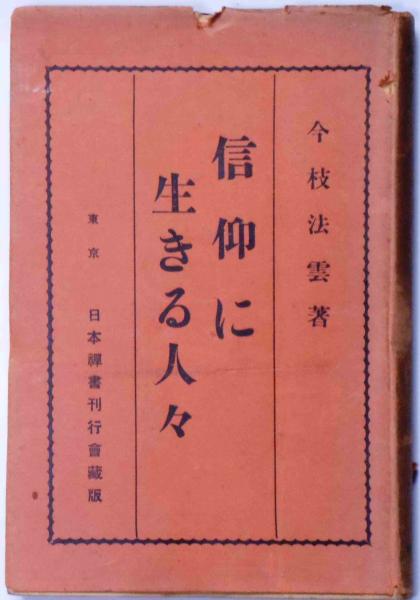 今枝法雲著
信仰に
生きる人々
東京 日本禪書刊行會藏版